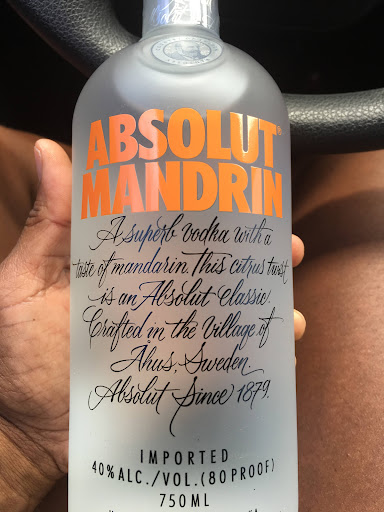 ABSOLUT®
MANDRIN
A superb vodka with a
taste of mandarin. This citrus twist
is an Absolut classic.
Crafted in the village of
Åhus, Sweden.
Absolut Since 1879.
IMPORTED
40% ALC./VOL. (80 PROOF)
750 ML